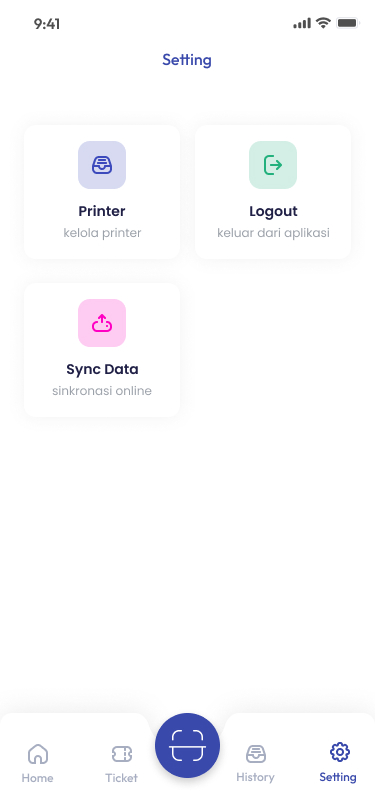 9:41
Setting
Printer
kelola printer
Logout
keluar dari aplikasi
Sync Data
sinkronasi online
Home
Ticket
History
Setting